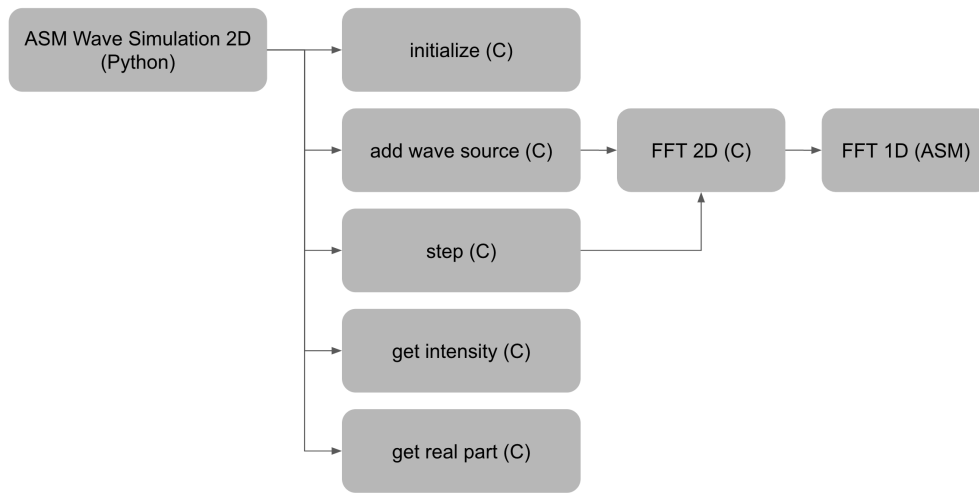 ASM Wave Simulation 2D
(Python)
initialize (C)
add wave source (C)
FFT 2D (C)
FFT 1D (ASM)
step (C)
get intensity (C)
get real part (C)